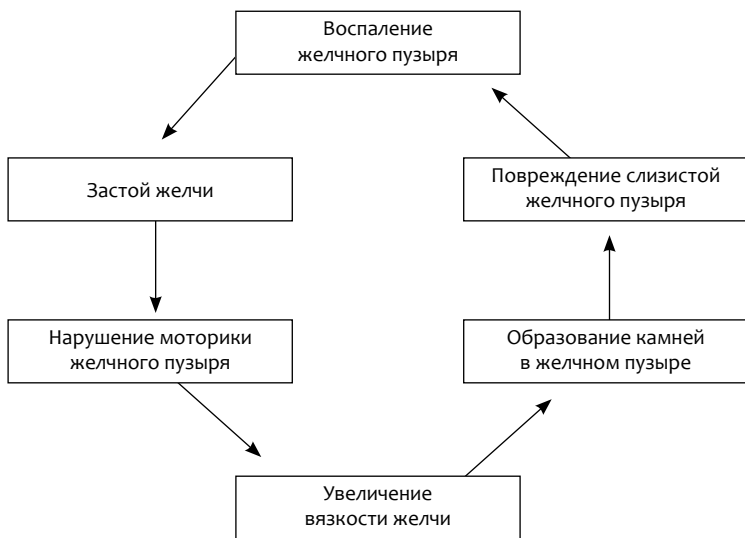 Воспаление
желчного пузыря
Застой желчи
Повреждение слизистой
желчного пузыря
Нарушение моторики
желчного пузыря
Образование камней
в желчном пузыре
Увеличение
вязкости желчи